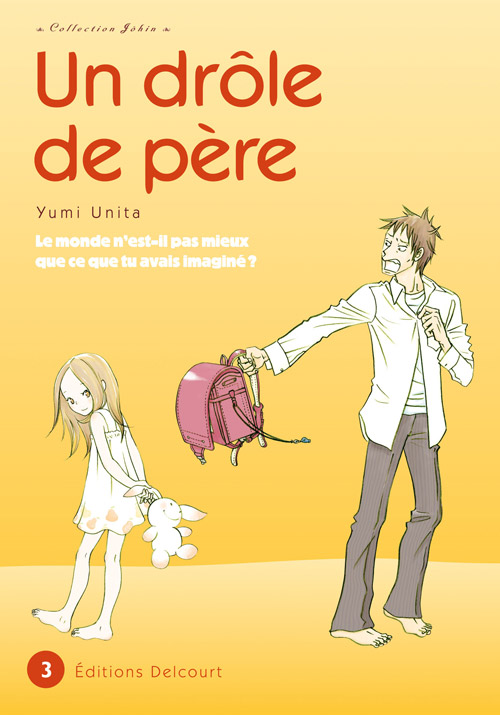 Collection Jôhin
Un drôle
de père
Yumi Unita
Le monde n'est-il pas mieux
que ce que tu avais imaginé ?
3 Éditions Delcourt